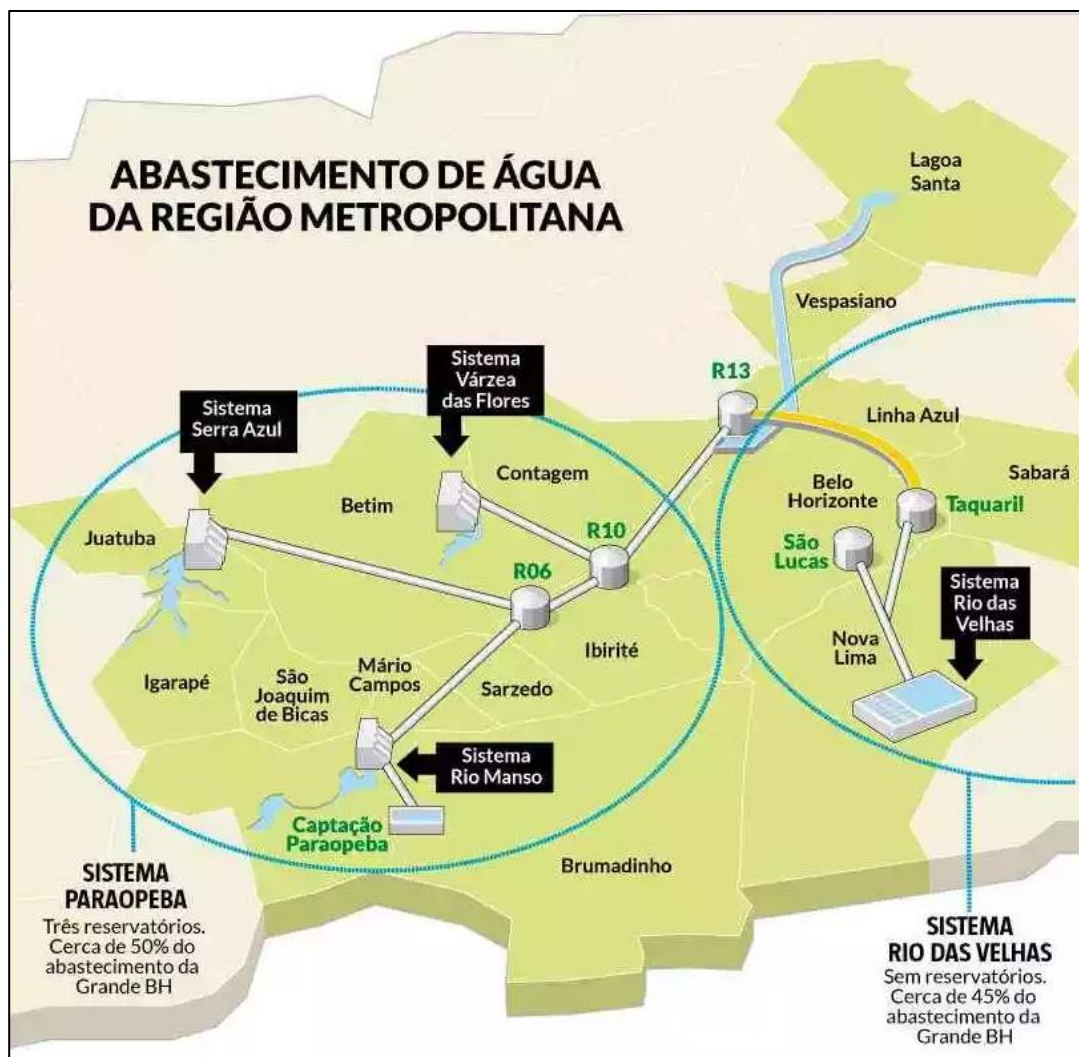 ABASTECIMENTO DE ÁGUA
DA REGIÃO METROPOLITANA
Lagoa
Santa
Vespasiano
Sistema
Várzea
das Flores
R13
Sistema
Serra Azul
Linha Azul
Contagem
Betim
Belo
Horizonte
Sabará
Taquaril
Juatuba
R10
São
Lucas
R06
Sistema
Rio das
Velhas
Nova
Lima
Ibirité
Mário
Campos
São
Joaquim
de Bicas
Igarapé
Sarzedo
Sistema
Rio Manso
Captação
Paraopeba
Brumadinho
SISTEMA
PARAOPEBA
Três reservatórios.
Cerca de 50% do
abastecimento da
Grande BH
SISTEMA
RIO DAS VELHAS
Sem reservatórios.
Cerca de 45% do
abastecimento da
Grande BH